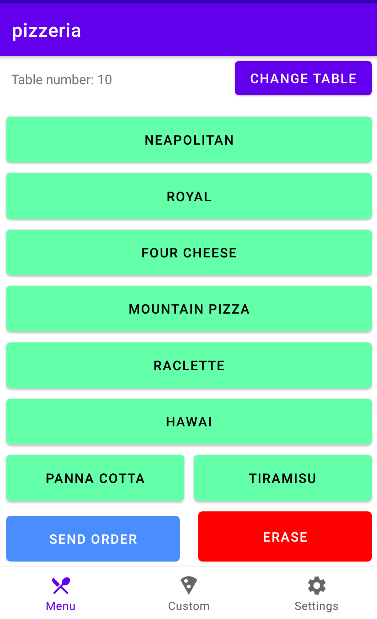 pizzeria
Table number: 10
CHANGE TABLE
NEAPOLITAN
ROYAL
FOUR CHEESE
MOUNTAIN PIZZA
RACLETTE
HAWAI
PANNA COTTA
TIRAMISU
SEND ORDER
ERASE
Menu
Custom
Settings